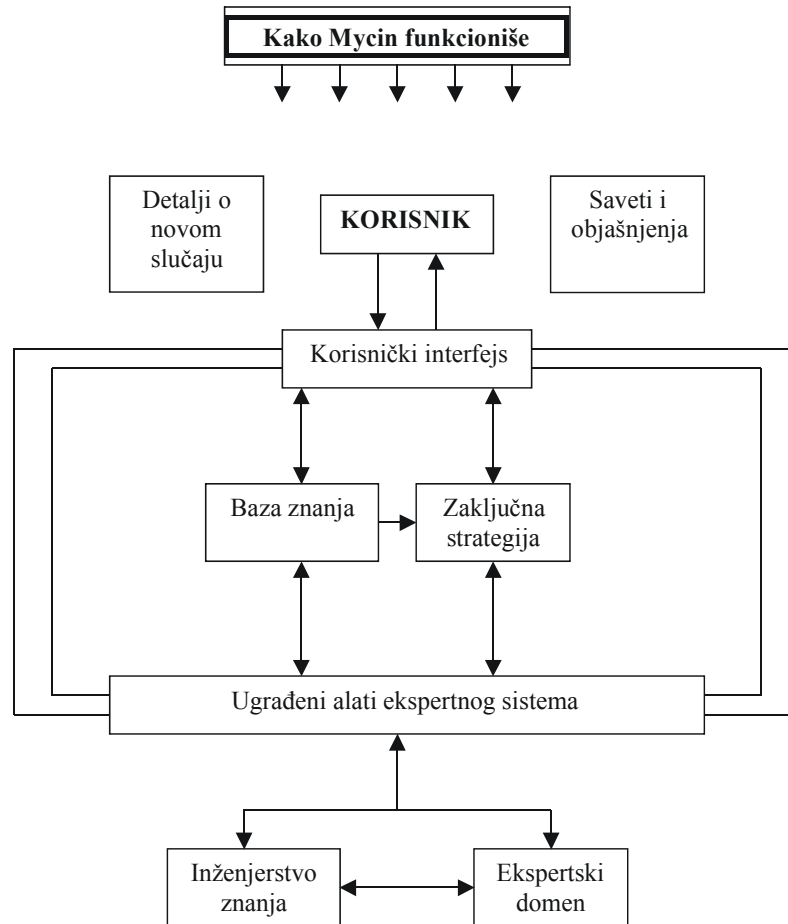 Kako Mycin funkcioniše
Detalji o
novom
slučaju
KORISNIK
Saveti i
objašnjenja
Korisnički interfejs
Baza znanja
Zaključna
strategija
Ugrađeni alati ekspertnog sistema
Inženjerstvo
znanja
Ekspertski
domen